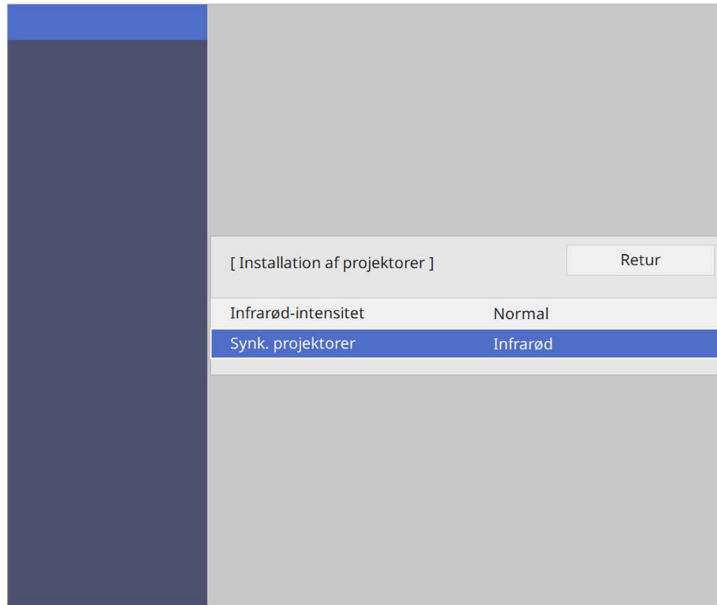 [ Installation af projektorer ]
Retur
Infrarød-intensitet Normal
Synk. projektorer Infrarød